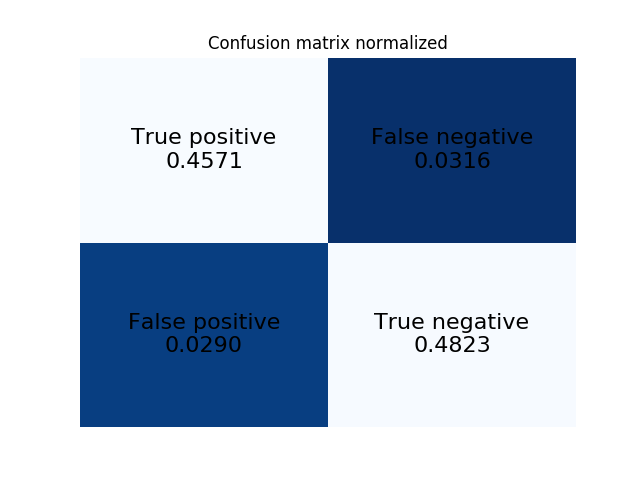 Confusion matrix normalized
True positive
0.4571
False negative
0.0316
False positive
0.0290
True negative
0.4823